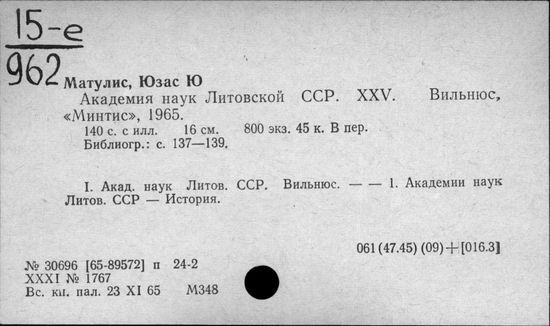 15-е
962
Матулис, Юзас Ю
Академия наук Литовской ССР. XXV. Вильнюс,
«Минтис», 1965.
140 с. с илл. 16 см. 800 экз. 45 к. В пер.
Библиогр.: с. 137—139.
I. Акад. наук Литов. ССР. Вильнюс. — — 1. Академии наук
Литов. ССР — История.
061 (47.45) (09)+[016.3]
№ 30696 [65-89572] п 24-2
XXXI № 1767
Вс. кн. пал. 23 XI 65 М348